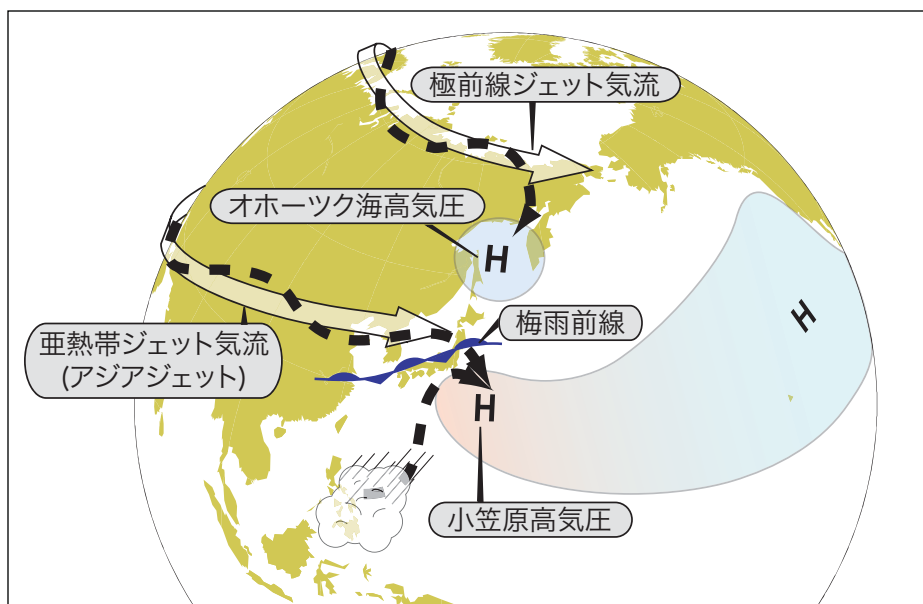 極前線ジェット気流
オホーツク海高気圧
H
H
梅雨前線
亜熱帯ジェット気流
(アジアジェット)
H
小笠原高気圧